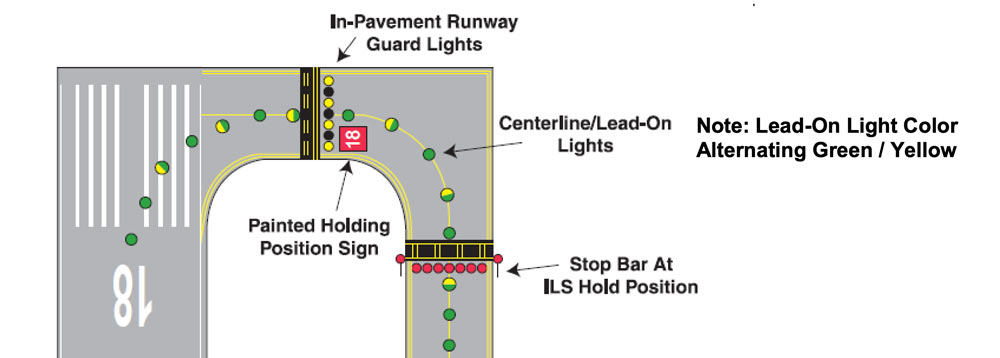 In-Pavement Runway
Guard Lights
Centerline/Lead-On
Lights
Note: Lead-On Light Color
Alternating Green / Yellow
18
Painted Holding
Position Sign
Stop Bar At
ILS Hold Position
18